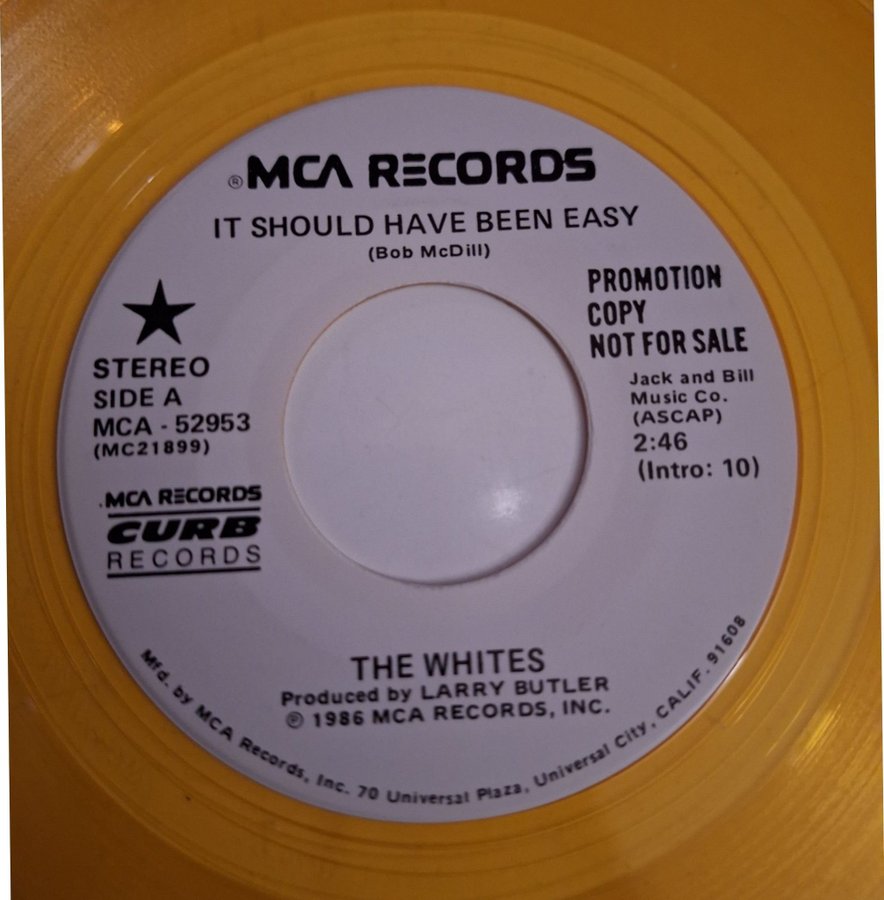 ® MCA RECORDS
IT SHOULD HAVE BEEN EASY
(Bob McDill)
STEREO
SIDE A
MCA - 52953
(MC21899)
MCA RECORDS
CURB
RECORDS
PROMOTION
COPY
NOT FOR SALE
Jack and Bill
Music Co.
(ASCAP)
2:46
(Intro: 10)
THE WHITES
Produced by LARRY BUTLER
℗ 1986 MCA RECORDS, INC.
Mfd. by MCA Records, Inc. 70 Universal Plaza, Universal City, CALIF. 91608